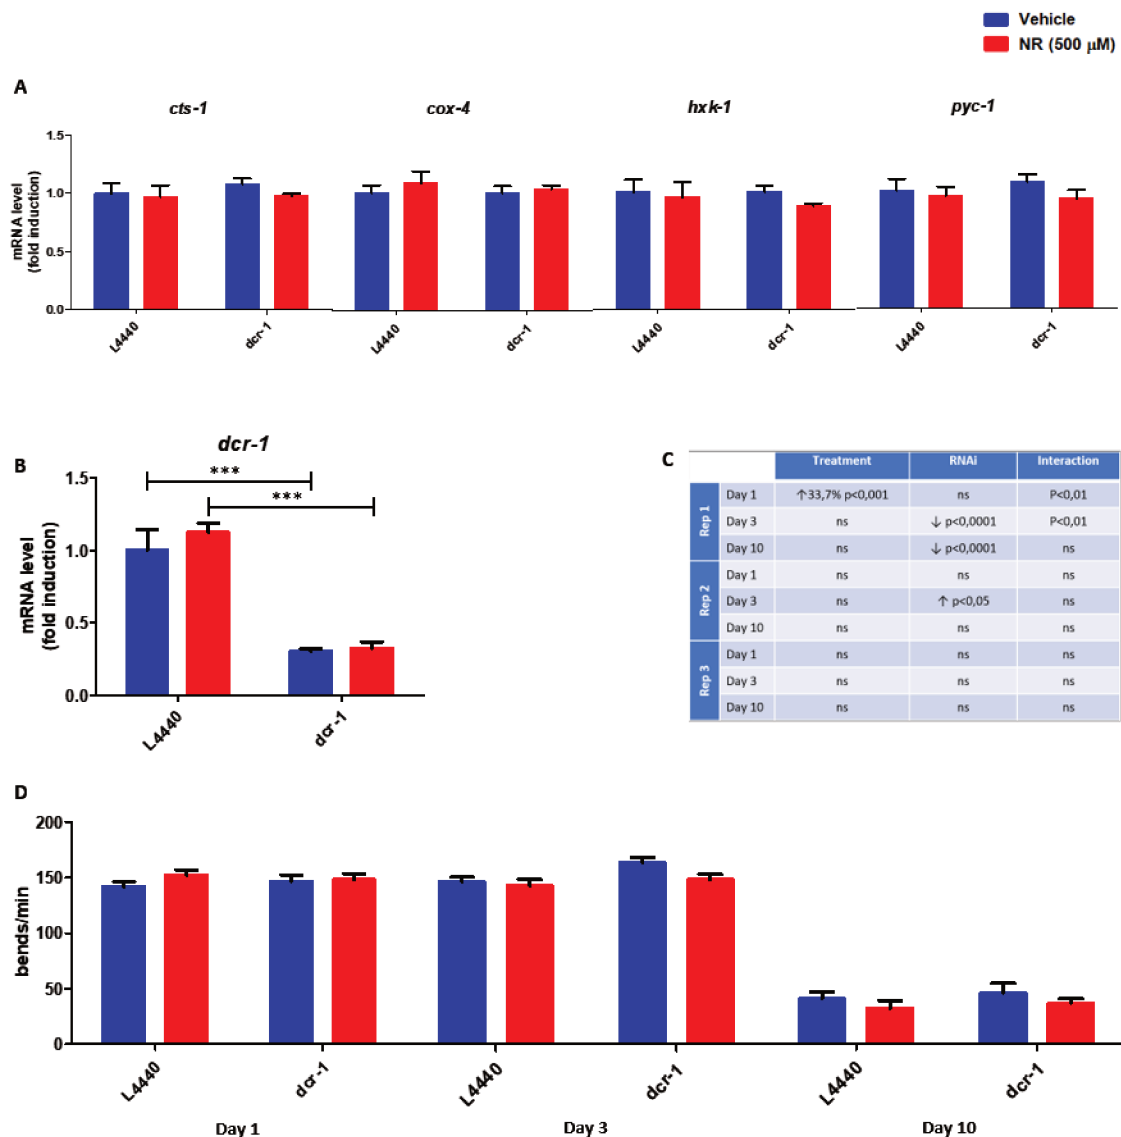 Vehicle
NR (500 µM)
A
cts-1 cox-4 hxk-1 pyc-1
mRNA level
(fold induction)
1.5
1.0
0.5
0.0
L4440 dcr-1 L4440 dcr-1 L4440 dcr-1 L4440 dcr-1
B
dcr-1
mRNA level
(fold induction)
1.5
1.0
0.5
0.0
***
***
L4440 dcr-1
C
Treatment RNAi Interaction
Rep 1
Day 1 ↑33,7% p<0,001 ns P<0,01
Day 3 ns ↓ p<0,0001 P<0,01
Day 10 ns ↓ p<0,0001 ns
Rep 2
Day 1 ns ns ns
Day 3 ns ↑ p<0,05 ns
Day 10 ns ns ns
Rep 3
Day 1 ns ns ns
Day 3 ns ns ns
Day 10 ns ns ns
D
bends/min
200
150
100
50
0
L4440 dcr-1 L4440 dcr-1 L4440 dcr-1
Day 1 Day 3 Day 10